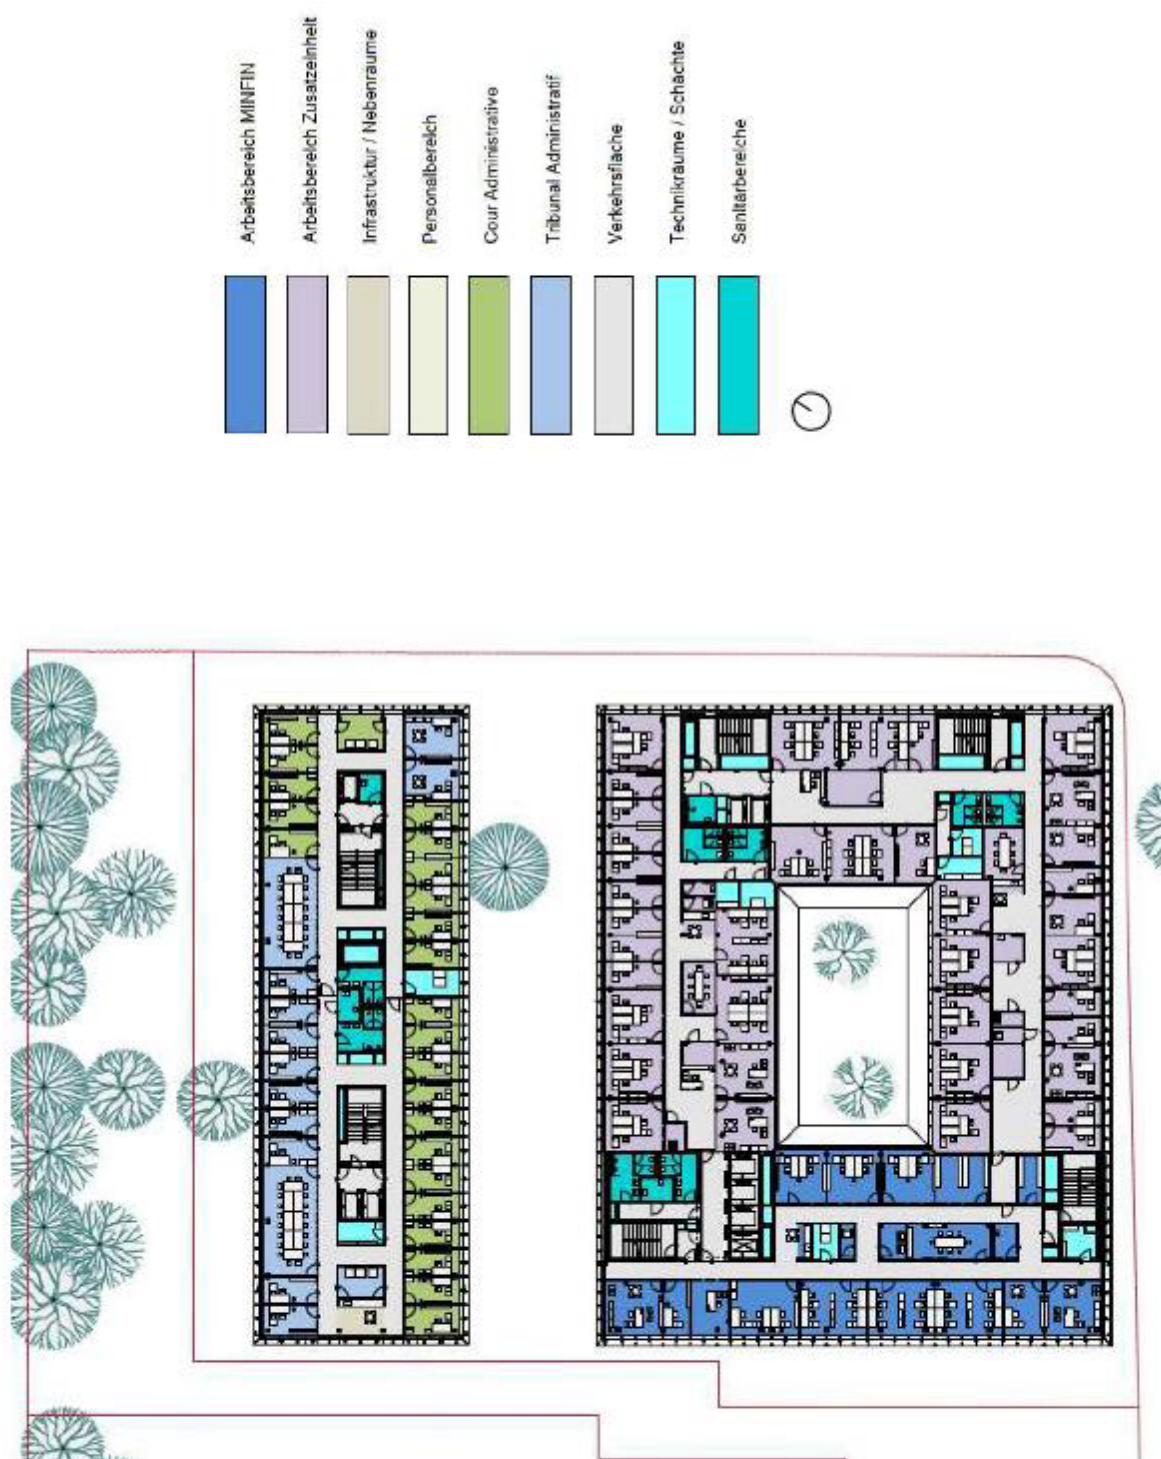 Arbeitsbereich MINFIN
Arbeitsbereich Zusatzeinheit
Infrastruktur / Nebenräume
Personalbereich
Cour Administrative
Tribunal Administratif
Verkehrsfläche
Technikräume / Schächte
Sanitärbereiche